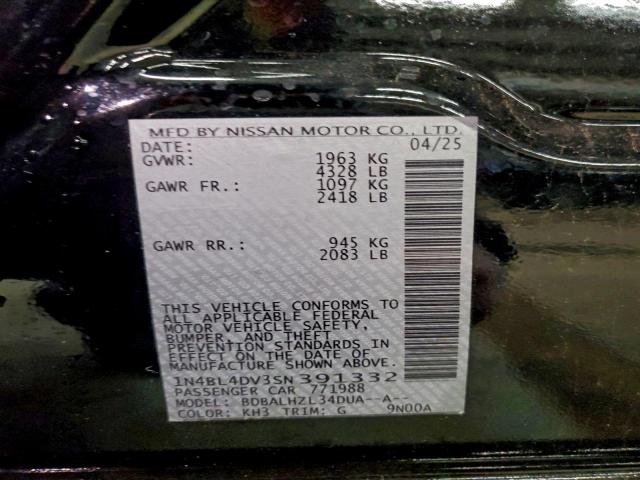 MFD BY NISSAN MOTOR CO., LTD.
DATE: 04/25
GVWR: 1963 KG
4328 LB
GAWR FR.: 1097 KG
2418 LB
GAWR RR.: 945 KG
2083 LB
THIS VEHICLE CONFORMS TO
ALL APPLICABLE FEDERAL
MOTOR VEHICLE SAFETY,
BUMPER, AND THEFT
PREVENTION STANDARDS IN
EFFECT ON THE DATE OF
MANUFACTURE SHOWN ABOVE.
1N4BL4DV3SN391332
PASSENGER CAR 771988
MODEL: BDBALHZL34DUA--A--
COLOR: KH3 TRIM: G 9N00A